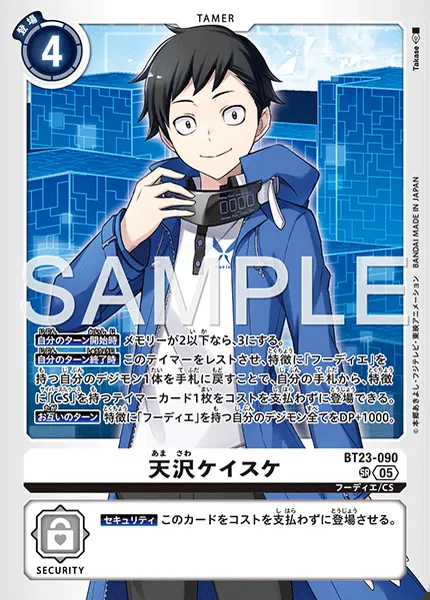 TAMER
登場
4
Takase
©本郷あきよし・フジテレビ・東映アニメーション BANDAI MADE IN JAPAN
SAMPLE
自分のターン開始時 メモリーが2以下なら、3にする。
自分のターン終了時 このテイマーをレストさせ、特徴に「フーディエ」を
持つ自分のデジモン1体を手札に戻すことで、自分の手札から、特徴
に「CS」を持つテイマーカード1枚をコストを支払わずに登場できる。
お互いのターン 特徴に「フーディエ」を持つ自分のデジモン全てをDP+1000。
あま さわ
天沢ケイスケ
BT23-090
SR 05
フーディエ/CS
セキュリティ このカードをコストを支払わずに登場させる。
SECURITY